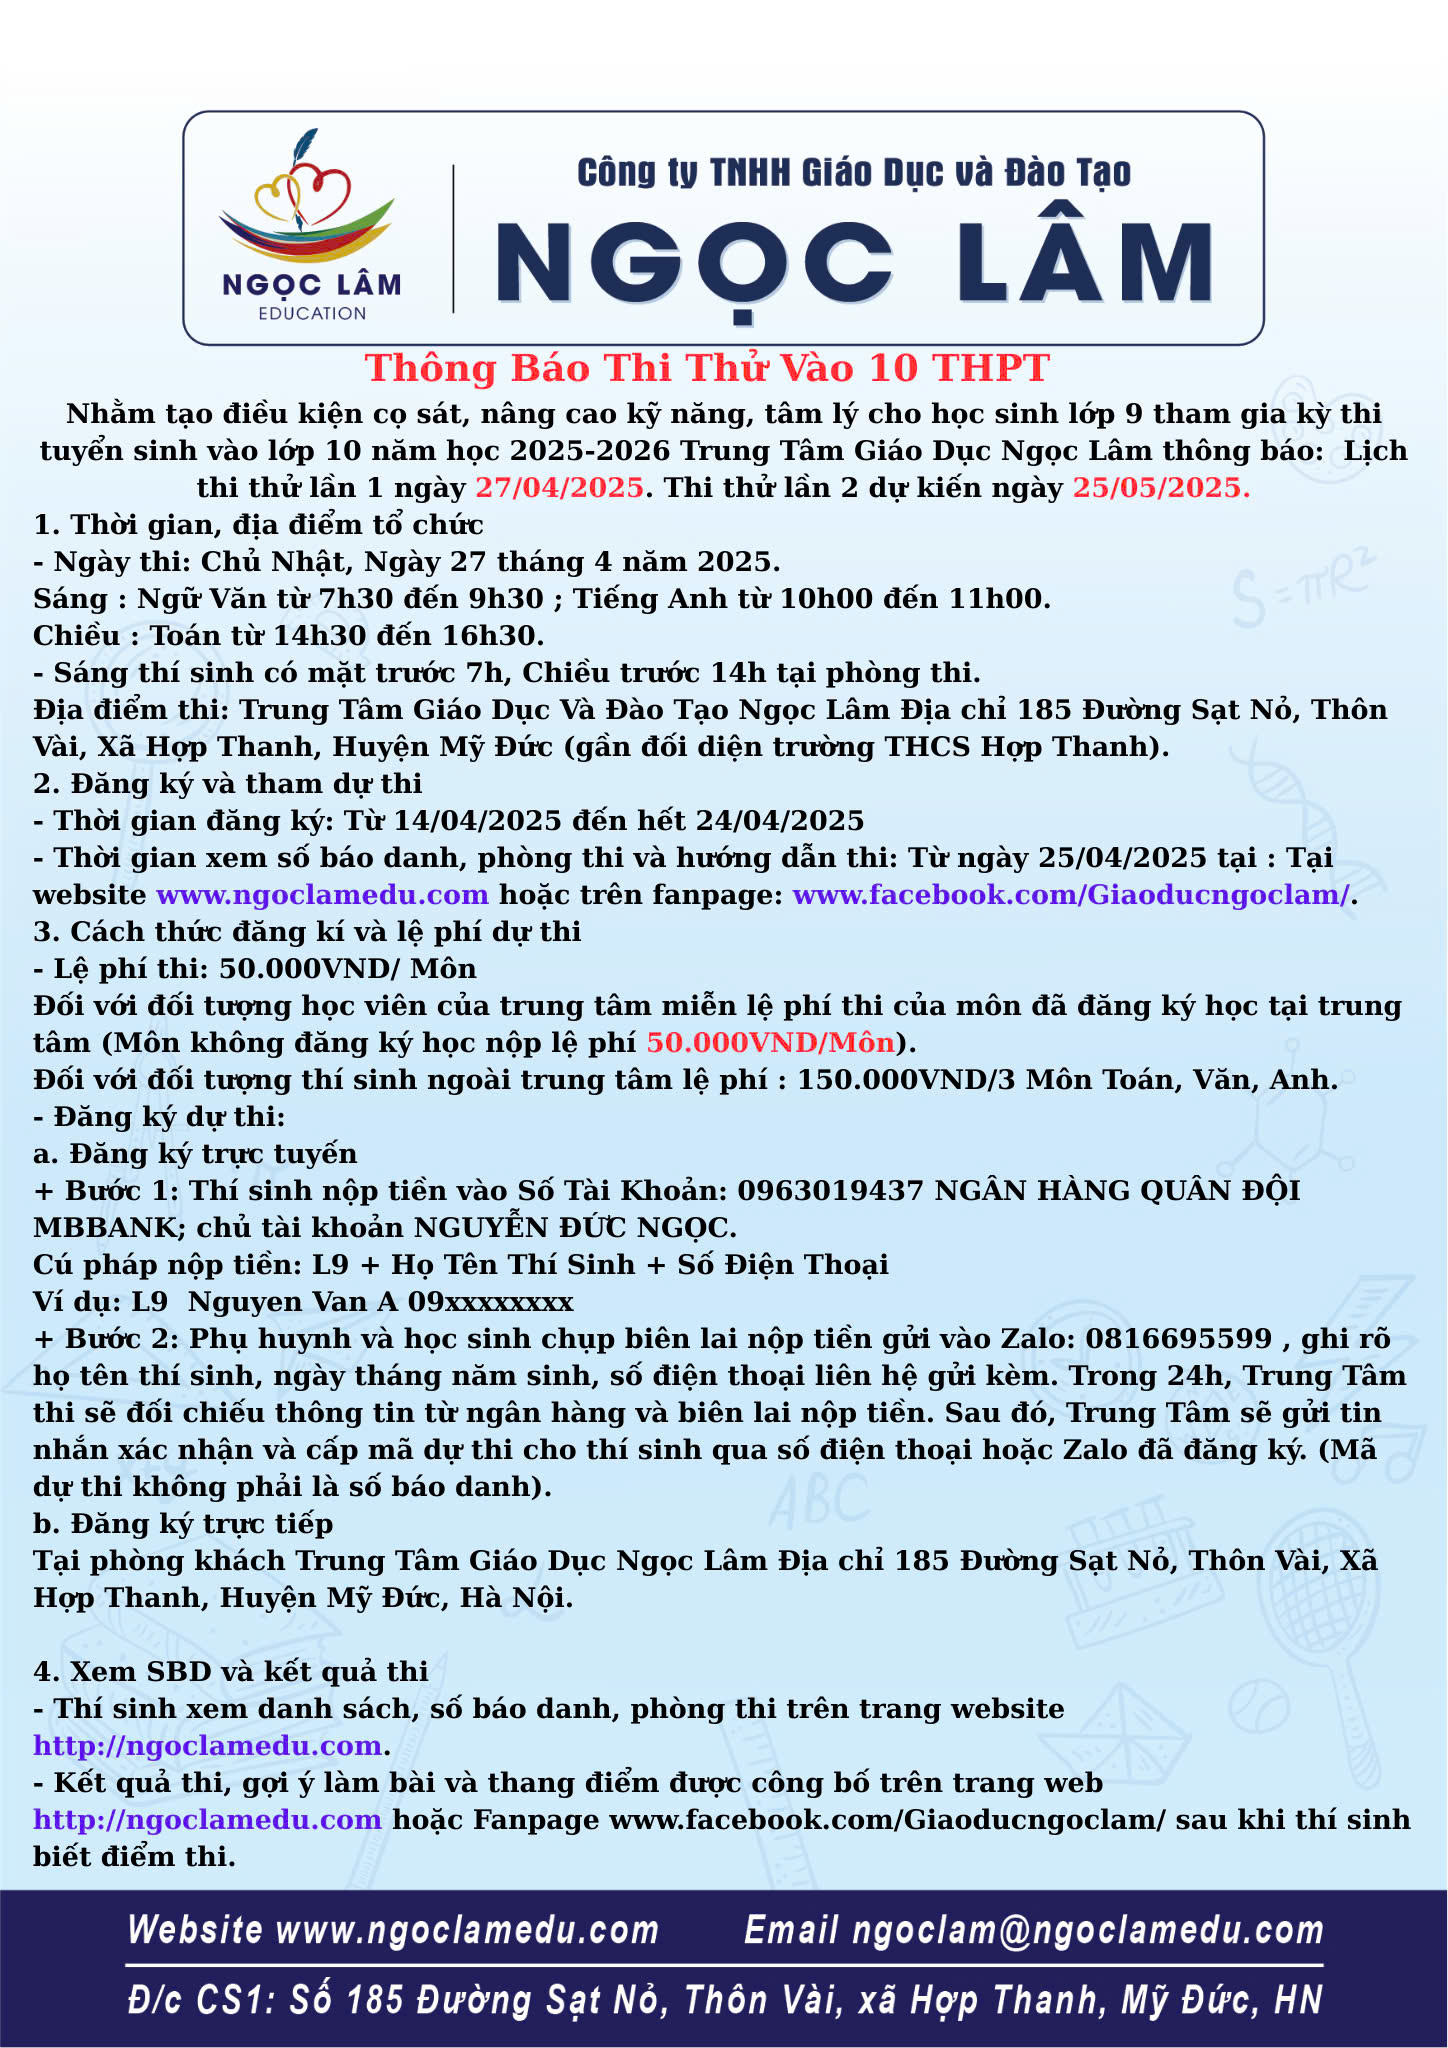 NGỌC LÂM
EDUCATION
Công ty TNHH Giáo Dục và Đào Tạo
NGỌC LÂM
Thông Báo Thi Thử Vào 10 THPT
Nhằm tạo điều kiện cọ sát, nâng cao kỹ năng, tâm lý cho học sinh lớp 9 tham gia kỳ thi
tuyển sinh vào lớp 10 năm học 2025-2026 Trung Tâm Giáo Dục Ngọc Lâm thông báo: Lịch
thi thử lần 1 ngày 27/04/2025. Thi thử lần 2 dự kiến ngày 25/05/2025.
1. Thời gian, địa điểm tổ chức
- Ngày thi: Chủ Nhật, Ngày 27 tháng 4 năm 2025.
Sáng : Ngữ Văn từ 7h30 đến 9h30 ; Tiếng Anh từ 10h00 đến 11h00.
Chiều : Toán từ 14h30 đến 16h30.
- Sáng thí sinh có mặt trước 7h, Chiều trước 14h tại phòng thi.
Địa điểm thi: Trung Tâm Giáo Dục Và Đào Tạo Ngọc Lâm Địa chỉ 185 Đường Sạt Nỏ, Thôn
Vài, Xã Hợp Thanh, Huyện Mỹ Đức (gần đối diện trường THCS Hợp Thanh).
2. Đăng ký và tham dự thi
- Thời gian đăng ký: Từ 14/04/2025 đến hết 24/04/2025
- Thời gian xem số báo danh, phòng thi và hướng dẫn thi: Từ ngày 25/04/2025 tại : Tại
website www.ngoclamedu.com hoặc trên fanpage: www.facebook.com/Giaoducngoclam/.
3. Cách thức đăng kí và lệ phí dự thi
- Lệ phí thi: 50.000VND/ Môn
Đối với đối tượng học viên của trung tâm miễn lệ phí thi của môn đã đăng ký học tại trung
tâm (Môn không đăng ký học nộp lệ phí 50.000VND/Môn).
Đối với đối tượng thí sinh ngoài trung tâm lệ phí : 150.000VND/3 Môn Toán, Văn, Anh.
- Đăng ký dự thi:
a. Đăng ký trực tuyến
+ Bước 1: Thí sinh nộp tiền vào Số Tài Khoản: 0963019437 NGÂN HÀNG QUÂN ĐỘI
MBBANK; chủ tài khoản NGUYỄN ĐỨC NGỌC.
Cú pháp nộp tiền: L9 + Họ Tên Thí Sinh + Số Điện Thoại
Ví dụ: L9 Nguyen Van A 09xxxxxxxx
+ Bước 2: Phụ huynh và học sinh chụp biên lai nộp tiền gửi vào Zalo: 0816695599 , ghi rõ
họ tên thí sinh, ngày tháng năm sinh, số điện thoại liên hệ gửi kèm. Trong 24h, Trung Tâm
thi sẽ đối chiếu thông tin từ ngân hàng và biên lai nộp tiền. Sau đó, Trung Tâm sẽ gửi tin
nhắn xác nhận và cấp mã dự thi cho thí sinh qua số điện thoại hoặc Zalo đã đăng ký. (Mã
dự thi không phải là số báo danh).
b. Đăng ký trực tiếp
Tại phòng khách Trung Tâm Giáo Dục Ngọc Lâm Địa chỉ 185 Đường Sạt Nỏ, Thôn Vài, Xã
Hợp Thanh, Huyện Mỹ Đức, Hà Nội.
4. Xem SBD và kết quả thi
- Thí sinh xem danh sách, số báo danh, phòng thi trên trang website
http://ngoclamedu.com.
- Kết quả thi, gợi ý làm bài và thang điểm được công bố trên trang web
http://ngoclamedu.com hoặc Fanpage www.facebook.com/Giaoducngoclam/ sau khi thí sinh
biết điểm thi.
S=πR²
ABC
Website www.ngoclamedu.com Email ngoclam@ngoclamedu.com
Đ/c CS1: Số 185 Đường Sạt Nỏ, Thôn Vài, xã Hợp Thanh, Mỹ Đức, HN